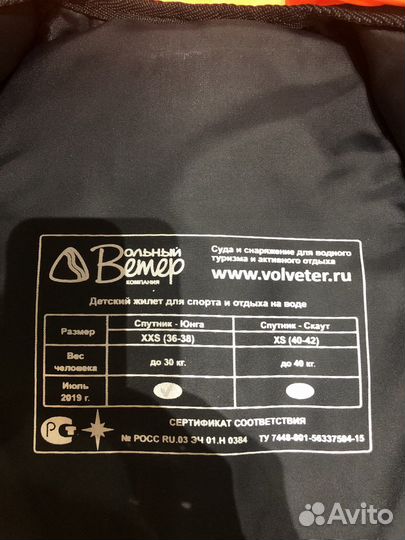 Вольный
Ветер
компания
Суда и снаряжение для водного
туризма и активного отдыха
www.volveter.ru
Детский жилет для спорта и отдыха на воде
Размер
Спутник - Юнга
XXS (36-38)
Спутник - Скаут
XS (40-42)
Вес
человека
до 30 кг.
до 40 кг.
Июль
2019 г.
СЕРТИФИКАТ СООТВЕТСТВИЯ
№ РОСС RU.03 ЭЧ 01.Н 0384 ТУ 7448-001-56337504-15
Avito